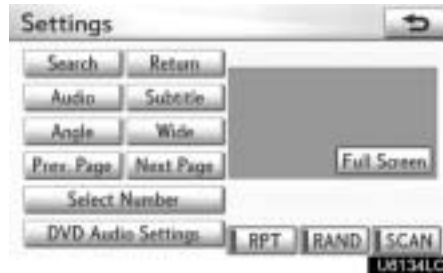 Settings
Search Return
Audio Subtitle
Angle Wide
Prev. Page Next Page
Full Screen
Select Number
DVD Audio Settings
RPT RAND SCAN
U6134LC